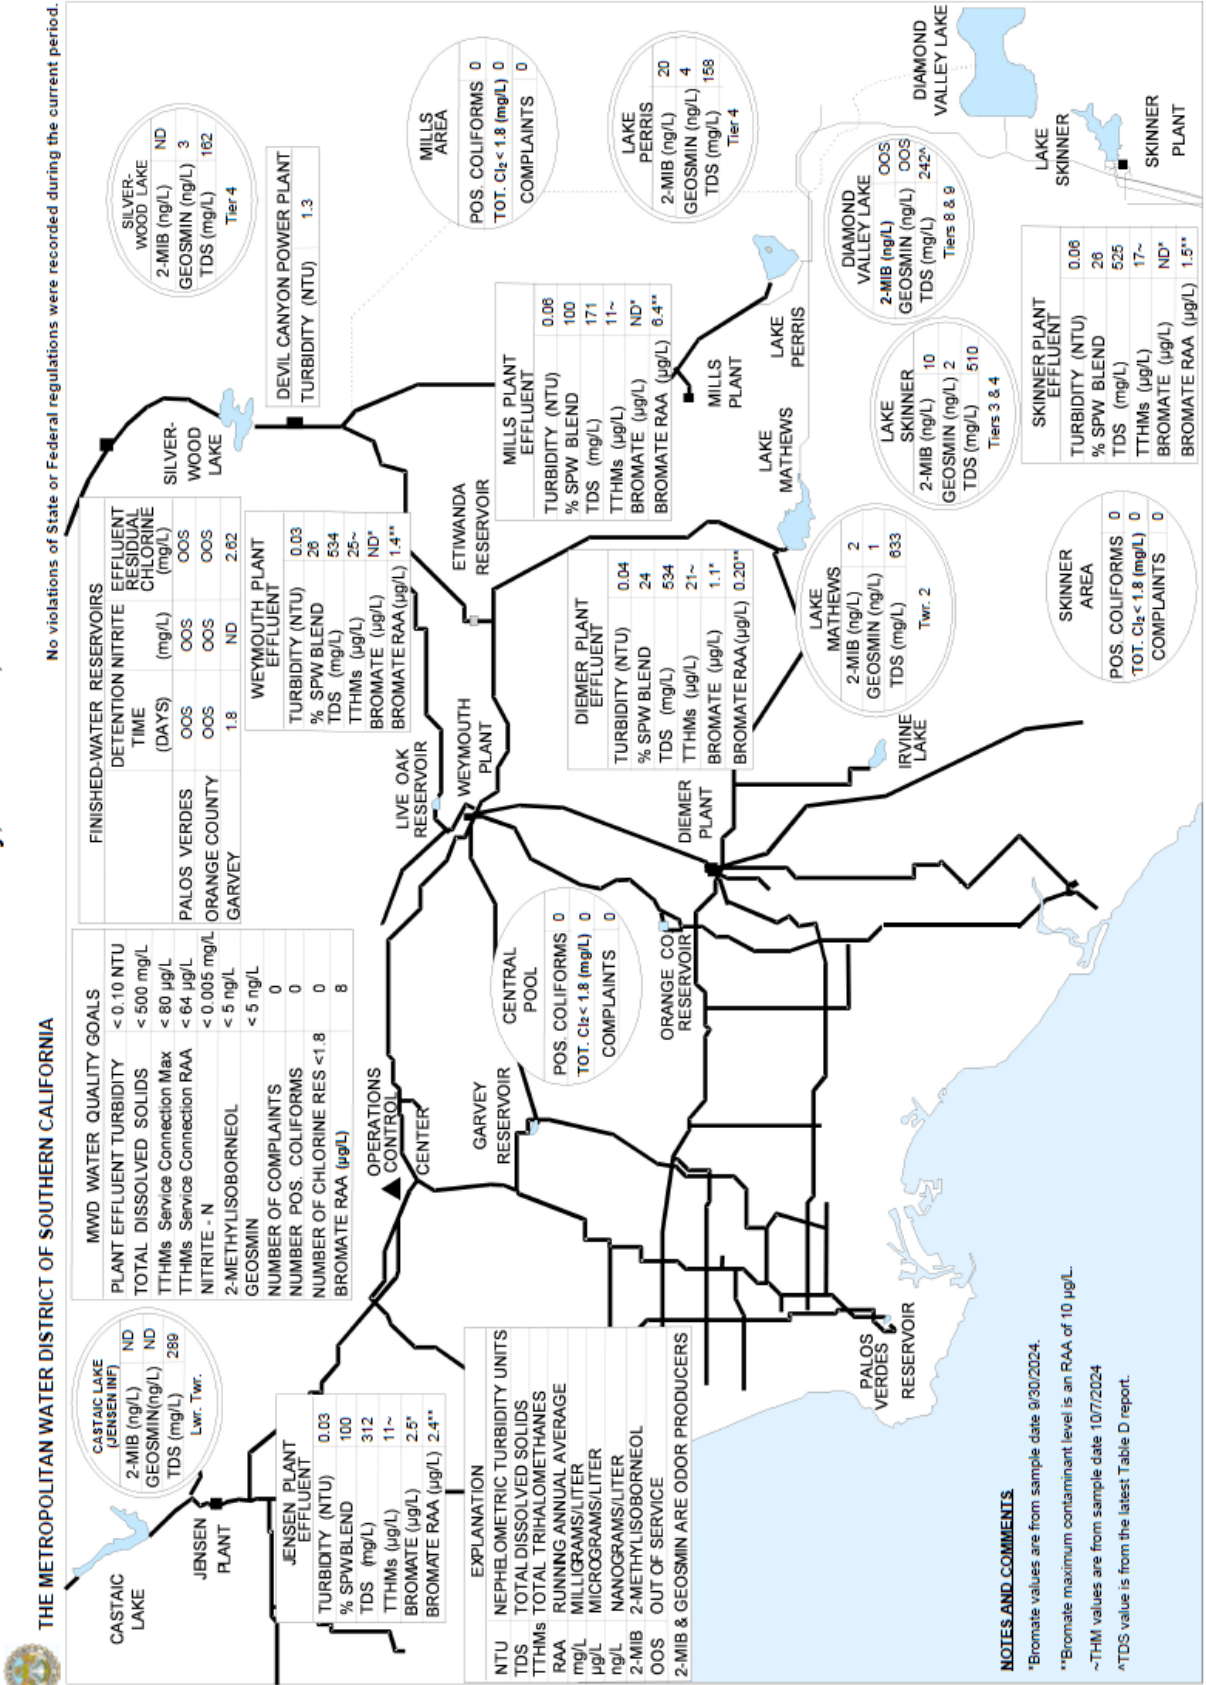 THE METROPOLITAN WATER DISTRICT OF SOUTHERN CALIFORNIA
No violations of State or Federal regulations were recorded during the current period.
CASTAIC LAKE
(JENSEN INF)
2-MIB (ng/L) ND
GEOSMIN(ng/L) ND
TDS (mg/L) 289
Lwr. Twr.
MWD WATER QUALITY GOALS
PLANT EFFLUENT TURBIDITY < 0.10 NTU
TOTAL DISSOLVED SOLIDS < 500 mg/L
TTHMs Service Connection Max < 80 µg/L
TTHMs Service Connection RAA < 64 µg/L
NITRITE - N < 0.005 mg/L
2-METHYLISOBORNEOL < 5 ng/L
GEOSMIN < 5 ng/L
NUMBER OF COMPLAINTS 0
NUMBER POS. COLIFORMS 0
NUMBER OF CHLORINE RES <1.8 0
BROMATE RAA (µg/L) 8
FINISHED-WATER RESERVOIRS
DETENTION TIME (DAYS) NITRITE (mg/L) EFFLUENT RESIDUAL CHLORINE (mg/L)
PALOS VERDES OOS OOS OOS
ORANGE COUNTY OOS OOS OOS
GARVEY 1.8 ND 2.62
SILVER-
WOOD LAKE
2-MIB (ng/L) ND
GEOSMIN (ng/L) 3
TDS (mg/L) 162
Tier 4
SILVER-
WOOD
LAKE
DEVIL CANYON POWER PLANT
TURBIDITY (NTU) 1.3
CASTAIC
LAKE
JENSEN
PLANT
JENSEN PLANT
EFFLUENT
TURBIDITY (NTU) 0.03
% SPW BLEND 100
TDS (mg/L) 312
TTHMs (µg/L) 11~
BROMATE (µg/L) 2.5*
BROMATE RAA (µg/L) 2.4**
WEYMOUTH PLANT
EFFLUENT
TURBIDITY (NTU) 0.03
% SPW BLEND 26
TDS (mg/L) 534
TTHMs (µg/L) 25~
BROMATE (µg/L) ND*
BROMATE RAA (µg/L) 1.4**
OPERATIONS
CONTROL
CENTER
LIVE OAK
RESERVOIR
WEYMOUTH
PLANT
ETIWANDA
RESERVOIR
MILLS
AREA
POS. COLIFORMS 0
TOT. Cl2 < 1.8 (mg/L) 0
COMPLAINTS 0
MILLS PLANT
EFFLUENT
TURBIDITY (NTU) 0.06
% SPW BLEND 100
TDS (mg/L) 171
TTHMs (µg/L) 11~
BROMATE (µg/L) ND*
BROMATE RAA (µg/L) 6.4**
EXPLANATION
NTU NEPHELOMETRIC TURBIDITY UNITS
TDS TOTAL DISSOLVED SOLIDS
TTHMs TOTAL TRIHALOMETHANES
RAA RUNNING ANNUAL AVERAGE
mg/L MILLIGRAMS/LITER
µg/L MICROGRAMS/LITER
ng/L NANOGRAMS/LITER
2-MIB 2-METHYLISOBORNEOL
OOS OUT OF SERVICE
2-MIB & GEOSMIN ARE ODOR PRODUCERS
GARVEY
RESERVOIR
CENTRAL
POOL
POS. COLIFORMS 0
TOT. Cl2 < 1.8 (mg/L) 0
COMPLAINTS 0
ORANGE CO
RESERVOIR
DIEMER
PLANT
DIEMER PLANT
EFFLUENT
TURBIDITY (NTU) 0.04
% SPW BLEND 24
TDS (mg/L) 534
TTHMs (µg/L) 21~
BROMATE (µg/L) 1.1*
BROMATE RAA (µg/L) 0.20**
LAKE
PERRIS
2-MIB (ng/L) 20
GEOSMIN (ng/L) 4
TDS (mg/L) 158
Tier 4
MILLS
PLANT
LAKE
PERRIS
LAKE
MATHEWS
LAKE
MATHEWS
2-MIB (ng/L) 2
GEOSMIN (ng/L) 1
TDS (mg/L) 633
Twr. 2
DIAMOND
VALLEY LAKE
2-MIB (ng/L) OOS
GEOSMIN (ng/L) OOS
TDS (mg/L) 242^
Tiers 8 & 9
DIAMOND
VALLEY LAKE
LAKE
SKINNER
2-MIB (ng/L) 10
GEOSMIN (ng/L) 2
TDS (mg/L) 510
Tiers 3 & 4
IRVINE
LAKE
PALOS
VERDES
RESERVOIR
LAKE
SKINNER
SKINNER
PLANT
SKINNER PLANT
EFFLUENT
TURBIDITY (NTU) 0.06
% SPW BLEND 26
TDS (mg/L) 525
TTHMs (µg/L) 17~
BROMATE (µg/L) ND*
BROMATE RAA (µg/L) 1.5**
SKINNER
AREA
POS. COLIFORMS 0
TOT. Cl2 < 1.8 (mg/L) 0
COMPLAINTS 0
NOTES AND COMMENTS
*Bromate values are from sample date 9/30/2024.
**Bromate maximum contaminant level is an RAA of 10 µg/L.
~THM values are from sample date 10/7/2024
^TDS value is from the latest Table D report.